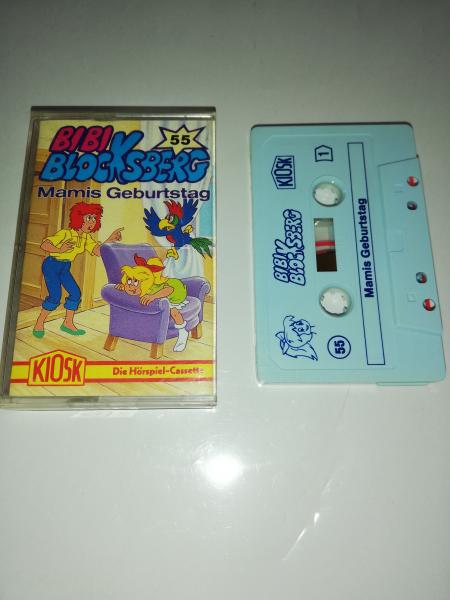 BIBI
BLOCKSBERG
55
Mamis Geburtstag
KIOSK
Die Hörspiel-Cassette
KIOSK
1
BIBI
BLOCKSBERG
Mamis Geburtstag
55